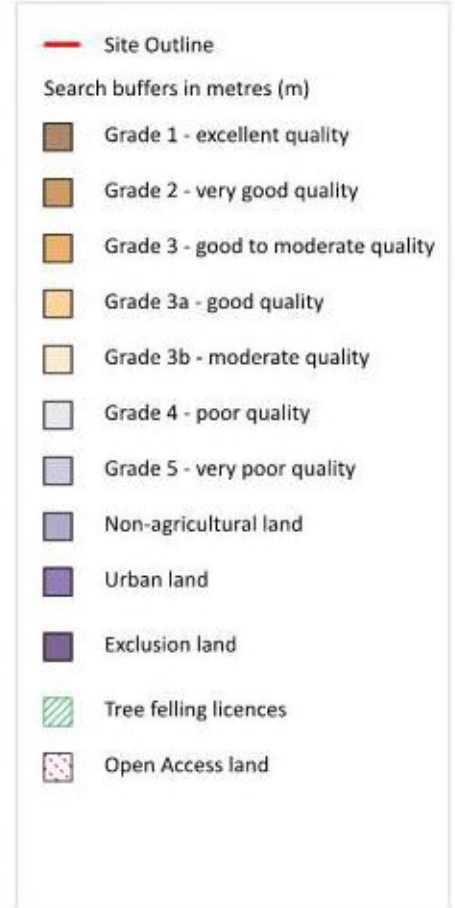 Site Outline
Search buffers in metres (m)
Grade 1 - excellent quality
Grade 2 - very good quality
Grade 3 - good to moderate quality
Grade 3a - good quality
Grade 3b - moderate quality
Grade 4 - poor quality
Grade 5 - very poor quality
Non-agricultural land
Urban land
Exclusion land
Tree felling licences
Open Access land